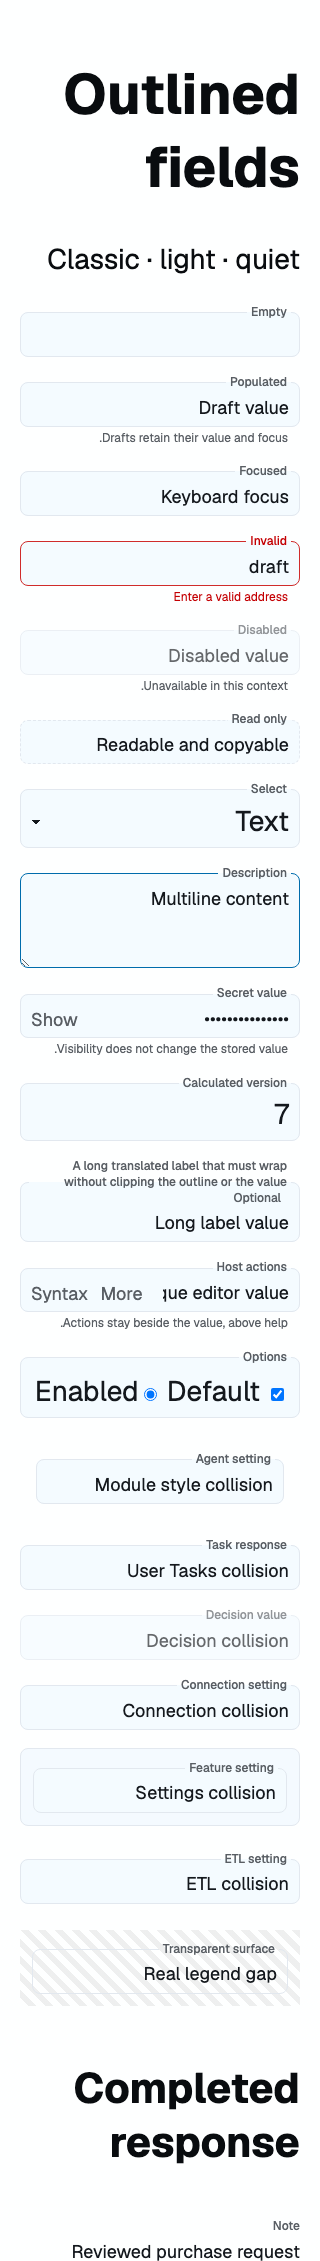 Outlined
fields
Classic · light · quiet
Empty
Populated
Draft value
.Drafts retain their value and focus
Focused
Keyboard focus
Invalid
draft
Enter a valid address
Disabled
Disabled value
.Unavailable in this context
Read only
Readable and copyable
Select
Text
Description
Multiline content
Secret value
Show •••••••••••••••
.Visibility does not change the stored value
Calculated version
7
A long translated label that must wrap
without clipping the outline or the value
Optional
Long label value
Host actions
Syntax More que editor value
.Actions stay beside the value, above help
Options
Enabled Default
Agent setting
Module style collision
Task response
User Tasks collision
Decision value
Decision collision
Connection setting
Connection collision
Feature setting
Settings collision
ETL setting
ETL collision
Transparent surface
Real legend gap
Completed
response
Note
Reviewed purchase request